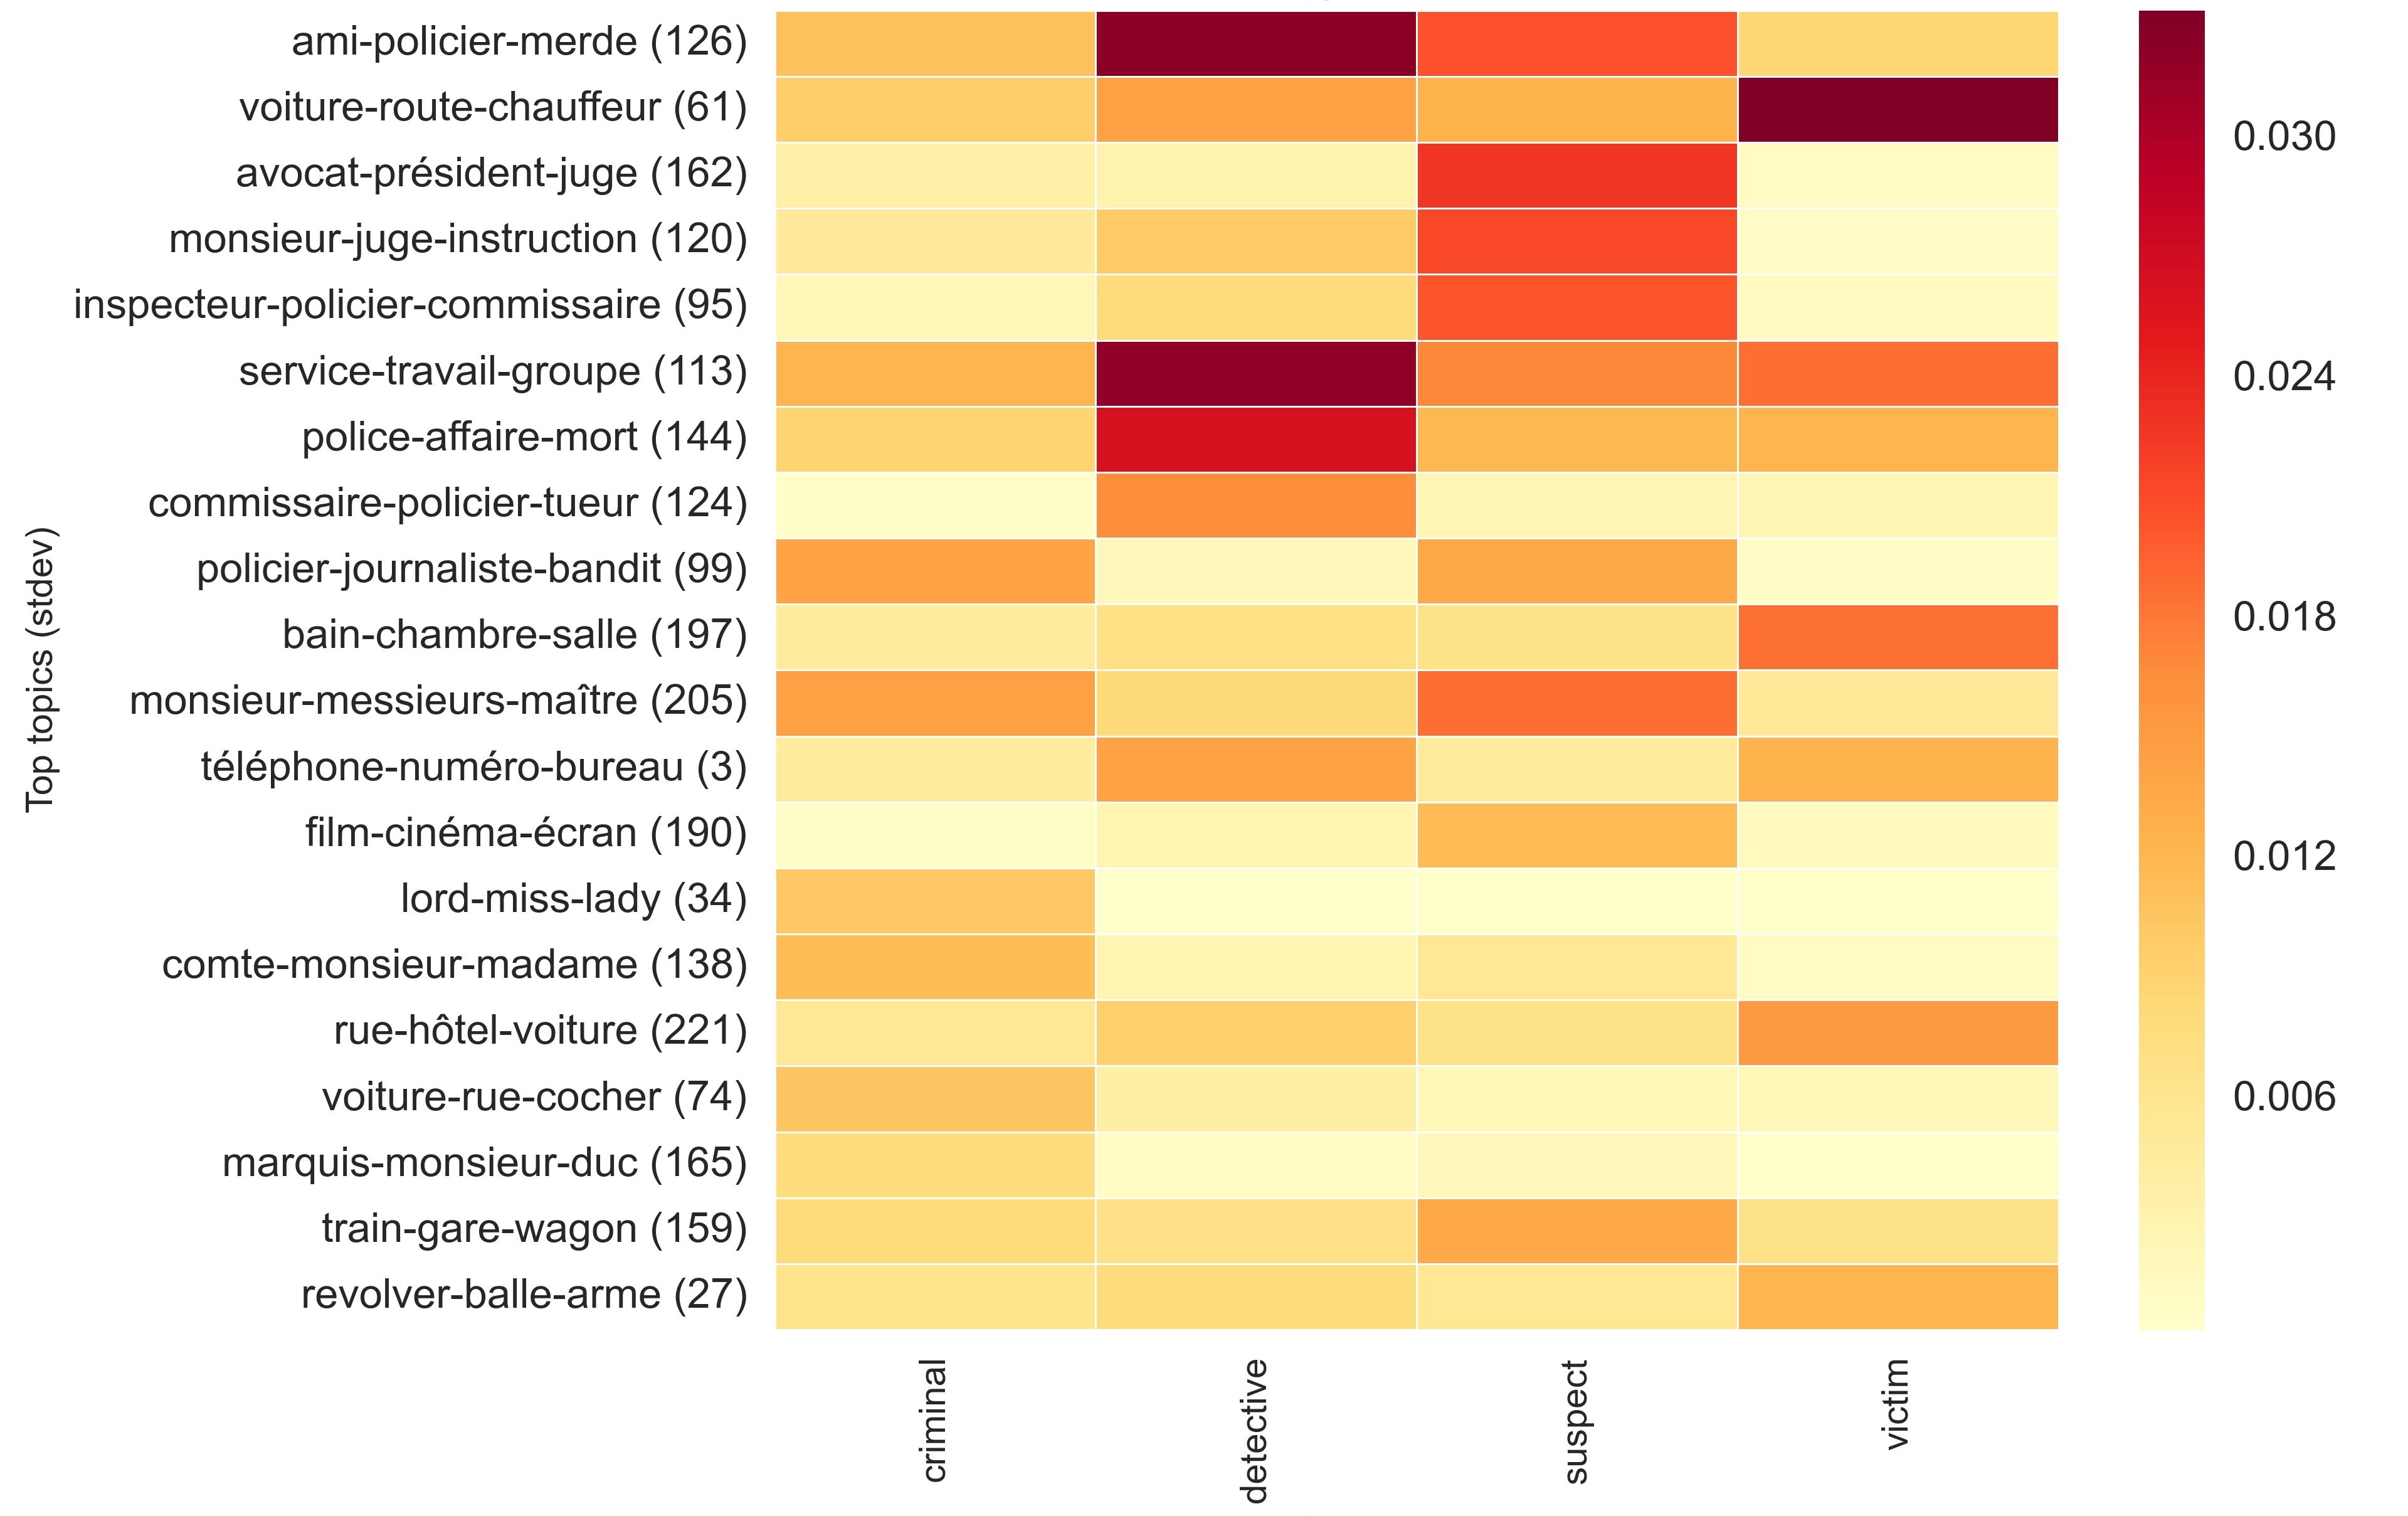 ami-policier-merde (126)
voiture-route-chauffeur (61)
avocat-président-juge (162)
monsieur-juge-instruction (120)
inspecteur-policier-commissaire (95)
service-travail-groupe (113)
police-affaire-mort (144)
commissaire-policier-tueur (124)
policier-journaliste-bandit (99)
bain-chambre-salle (197)
monsieur-messieurs-maître (205)
téléphone-numéro-bureau (3)
film-cinéma-écran (190)
lord-miss-lady (34)
comte-monsieur-madame (138)
rue-hôtel-voiture (221)
voiture-rue-cocher (74)
marquis-monsieur-duc (165)
train-gare-wagon (159)
revolver-balle-arme (27)
Top topics (stdev)
criminal
detective
suspect
victim
0.030
0.024
0.018
0.012
0.006